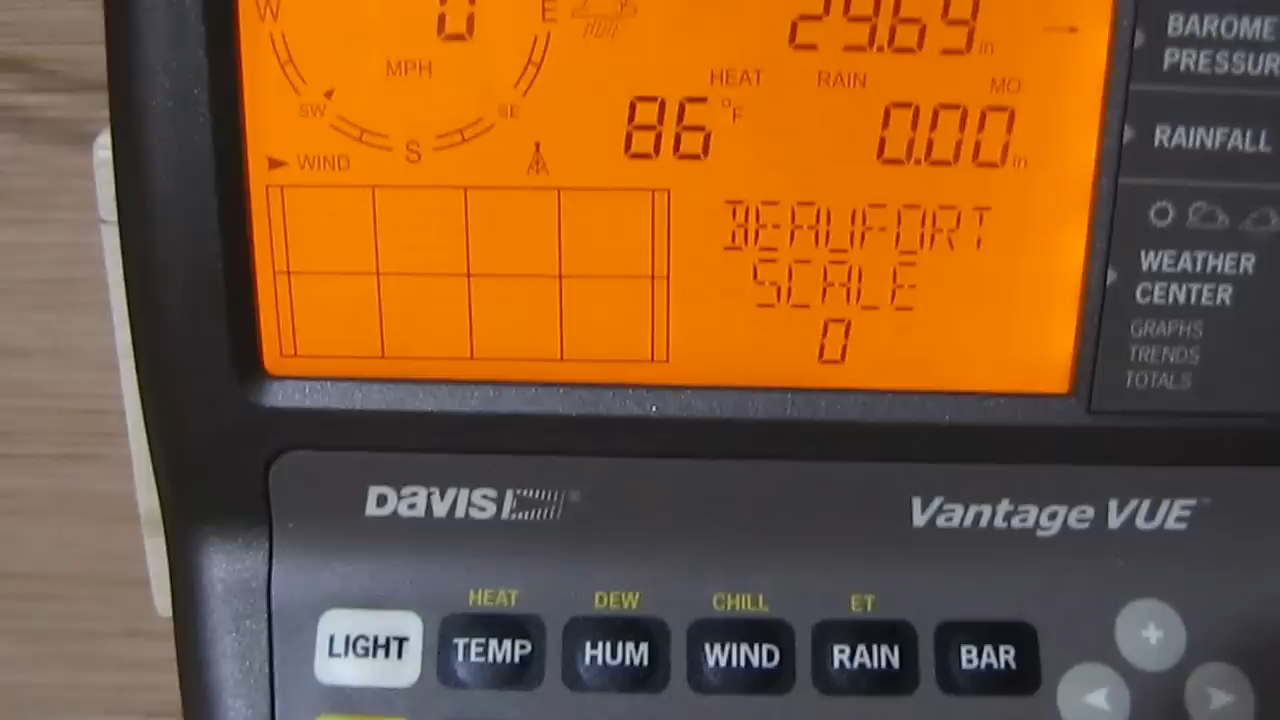 W 0 E 29.69 in
MPH
HEAT RAIN MO
SW SE 86 °F 0.00 in
S
WIND
BEAUFORT
SCALE
0
BAROME
PRESSUR
RAINFALL
WEATHER
CENTER
GRAPHS
TRENDS
TOTALS
DAVIS
Vantage VUE™
HEAT DEW CHILL ET
LIGHT TEMP HUM WIND RAIN BAR
+